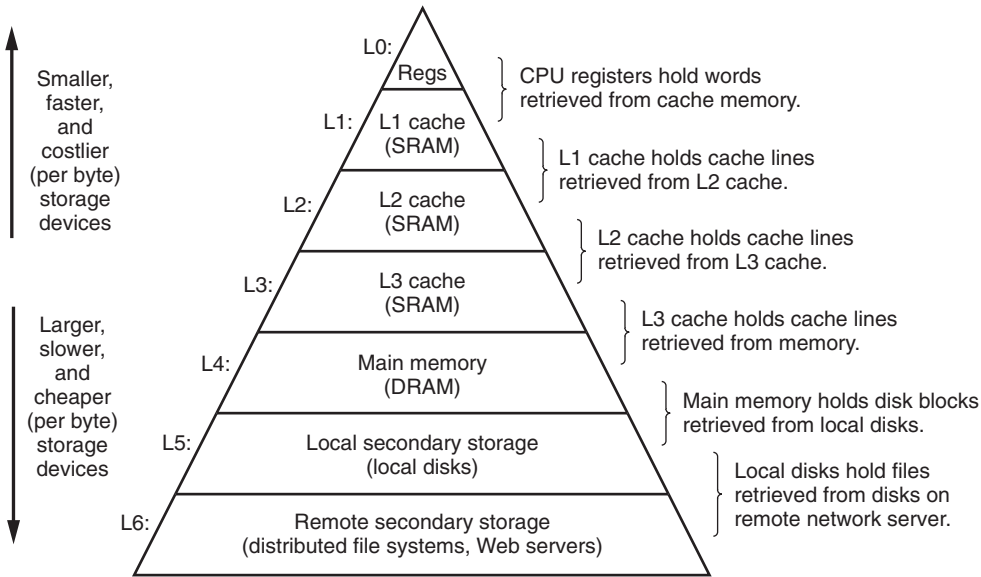 L0:
Regs
CPU registers hold words
retrieved from cache memory.
Smaller,
faster,
and
costlier
(per byte)
storage
devices
L1:
L1 cache
(SRAM)
L1 cache holds cache lines
retrieved from L2 cache.
L2:
L2 cache
(SRAM)
L2 cache holds cache lines
retrieved from L3 cache.
L3:
L3 cache
(SRAM)
L3 cache holds cache lines
retrieved from memory.
Larger,
slower,
and
cheaper
(per byte)
storage
devices
L4:
Main memory
(DRAM)
Main memory holds disk blocks
retrieved from local disks.
L5:
Local secondary storage
(local disks)
Local disks hold files
retrieved from disks on
remote network server.
L6:
Remote secondary storage
(distributed file systems, Web servers)